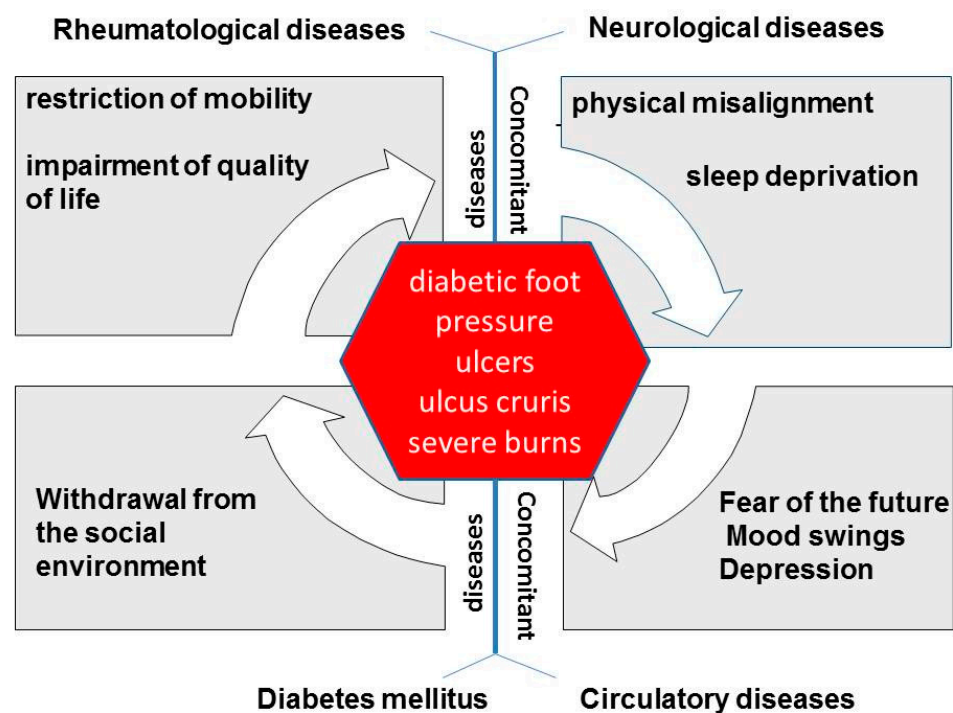 Rheumatological diseases
Neurological diseases
restriction of mobility
impairment of quality
of life
diseases
Concomitant
physical misalignment
sleep deprivation
diabetic foot
pressure
ulcers
ulcus cruris
severe burns
Withdrawal from
the social
environment
diseases
Concomitant
Fear of the future
Mood swings
Depression
Diabetes mellitus
Circulatory diseases